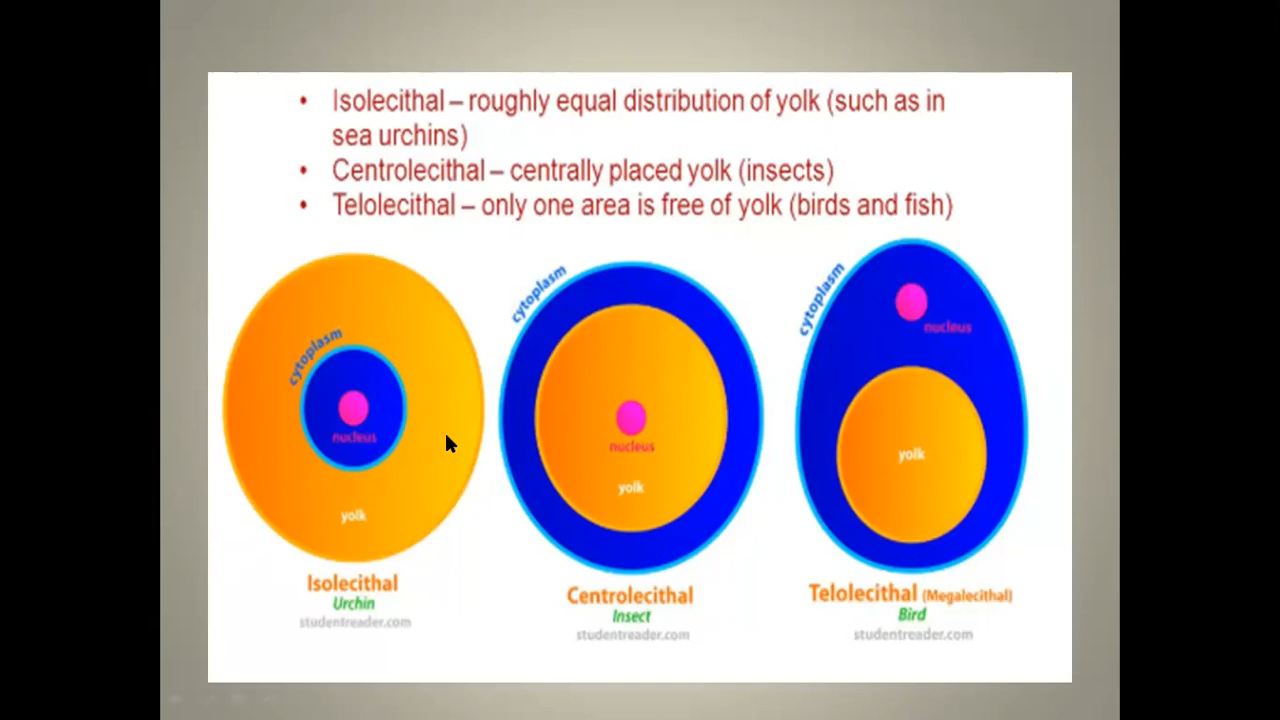 • Isolecithal – roughly equal distribution of yolk (such as in
sea urchins)
• Centrolecithal – centrally placed yolk (insects)
• Telolecithal – only one area is free of yolk (birds and fish)
cytoplasm
nucleus
yolk
Isolecithal
Urchin
studentreader.com
cytoplasm
nucleus
yolk
Centrolecithal
Insect
studentreader.com
cytoplasm
nucleus
yolk
Telolecithal (Megalecithal)
Bird
studentreader.com